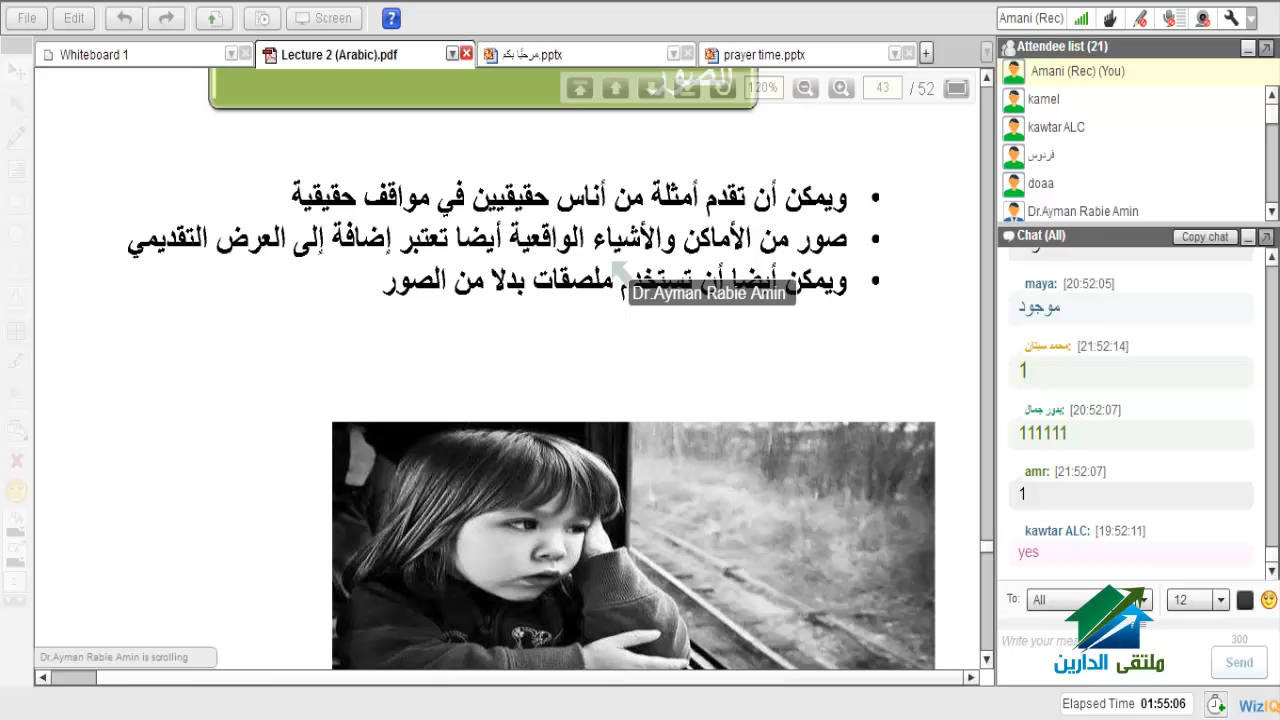 File
Edit
Screen
?
Amani (Rec)
Whiteboard 1
Lecture 2 (Arabic).pdf
مرحبًا بكم.pptx
prayer time.pptx
+
Attendee list (21)
للصور
120%
43 / 52
Amani (Rec) (You)
kamel
kawtar ALC
فردوس
doaa
Dr.Ayman Rabie Amin
• ويمكن أن تقدم أمثلة من أناس حقيقيين في مواقف حقيقية
• صور من الأماكن والأشياء الواقعية أيضا تعتبر إضافة إلى العرض التقديمي
• ويمكن أيضا أن تستخدم ملصقات بدلا من الصور
Dr.Ayman Rabie Amin
Chat (All)
Copy chat
maya: [20:52:05]
موجود
محمد سيتان: [21:52:14]
1
بدور جمال: [20:52:07]
111111
amr: [21:52:07]
1
kawtar ALC: [19:52:11]
yes
To: All 12
Write your mes
300
Send
ملتقى الدارين
Dr.Ayman Rabie Amin is scrolling
Elapsed Time 01:55:06
WizIQ